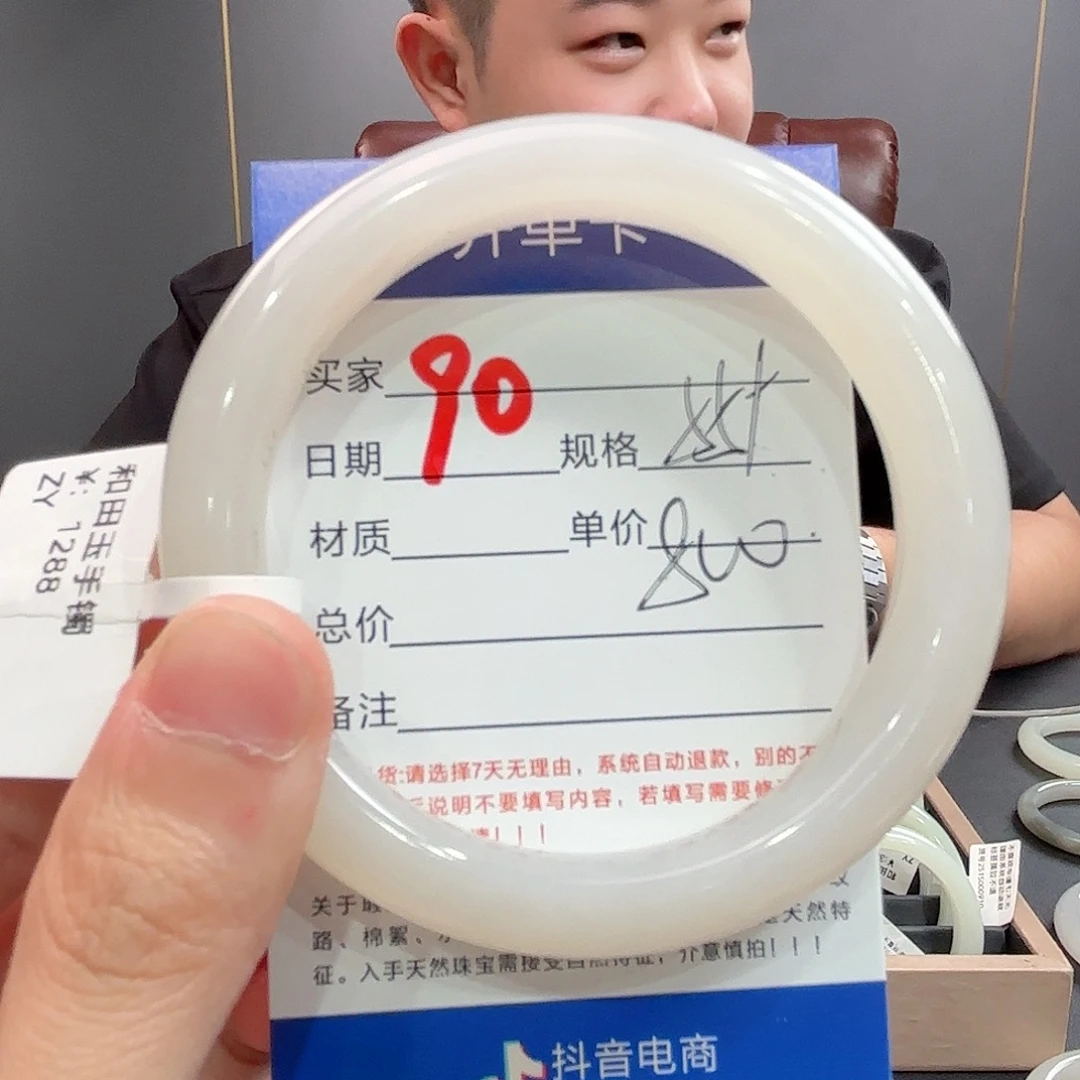 开单卡
买家 90
日期 规格
材质 单价 800
总价
备注
货:请选择7天无理由，系统自动退款，别的不
说明不要填写内容，若填写需要修
请！！！
关于
天然特
路、棉絮、
征。入手天然珠宝需接受自然特征，介意慎拍！！！
抖音电商
和田玉手镯
¥: 1288
ZY